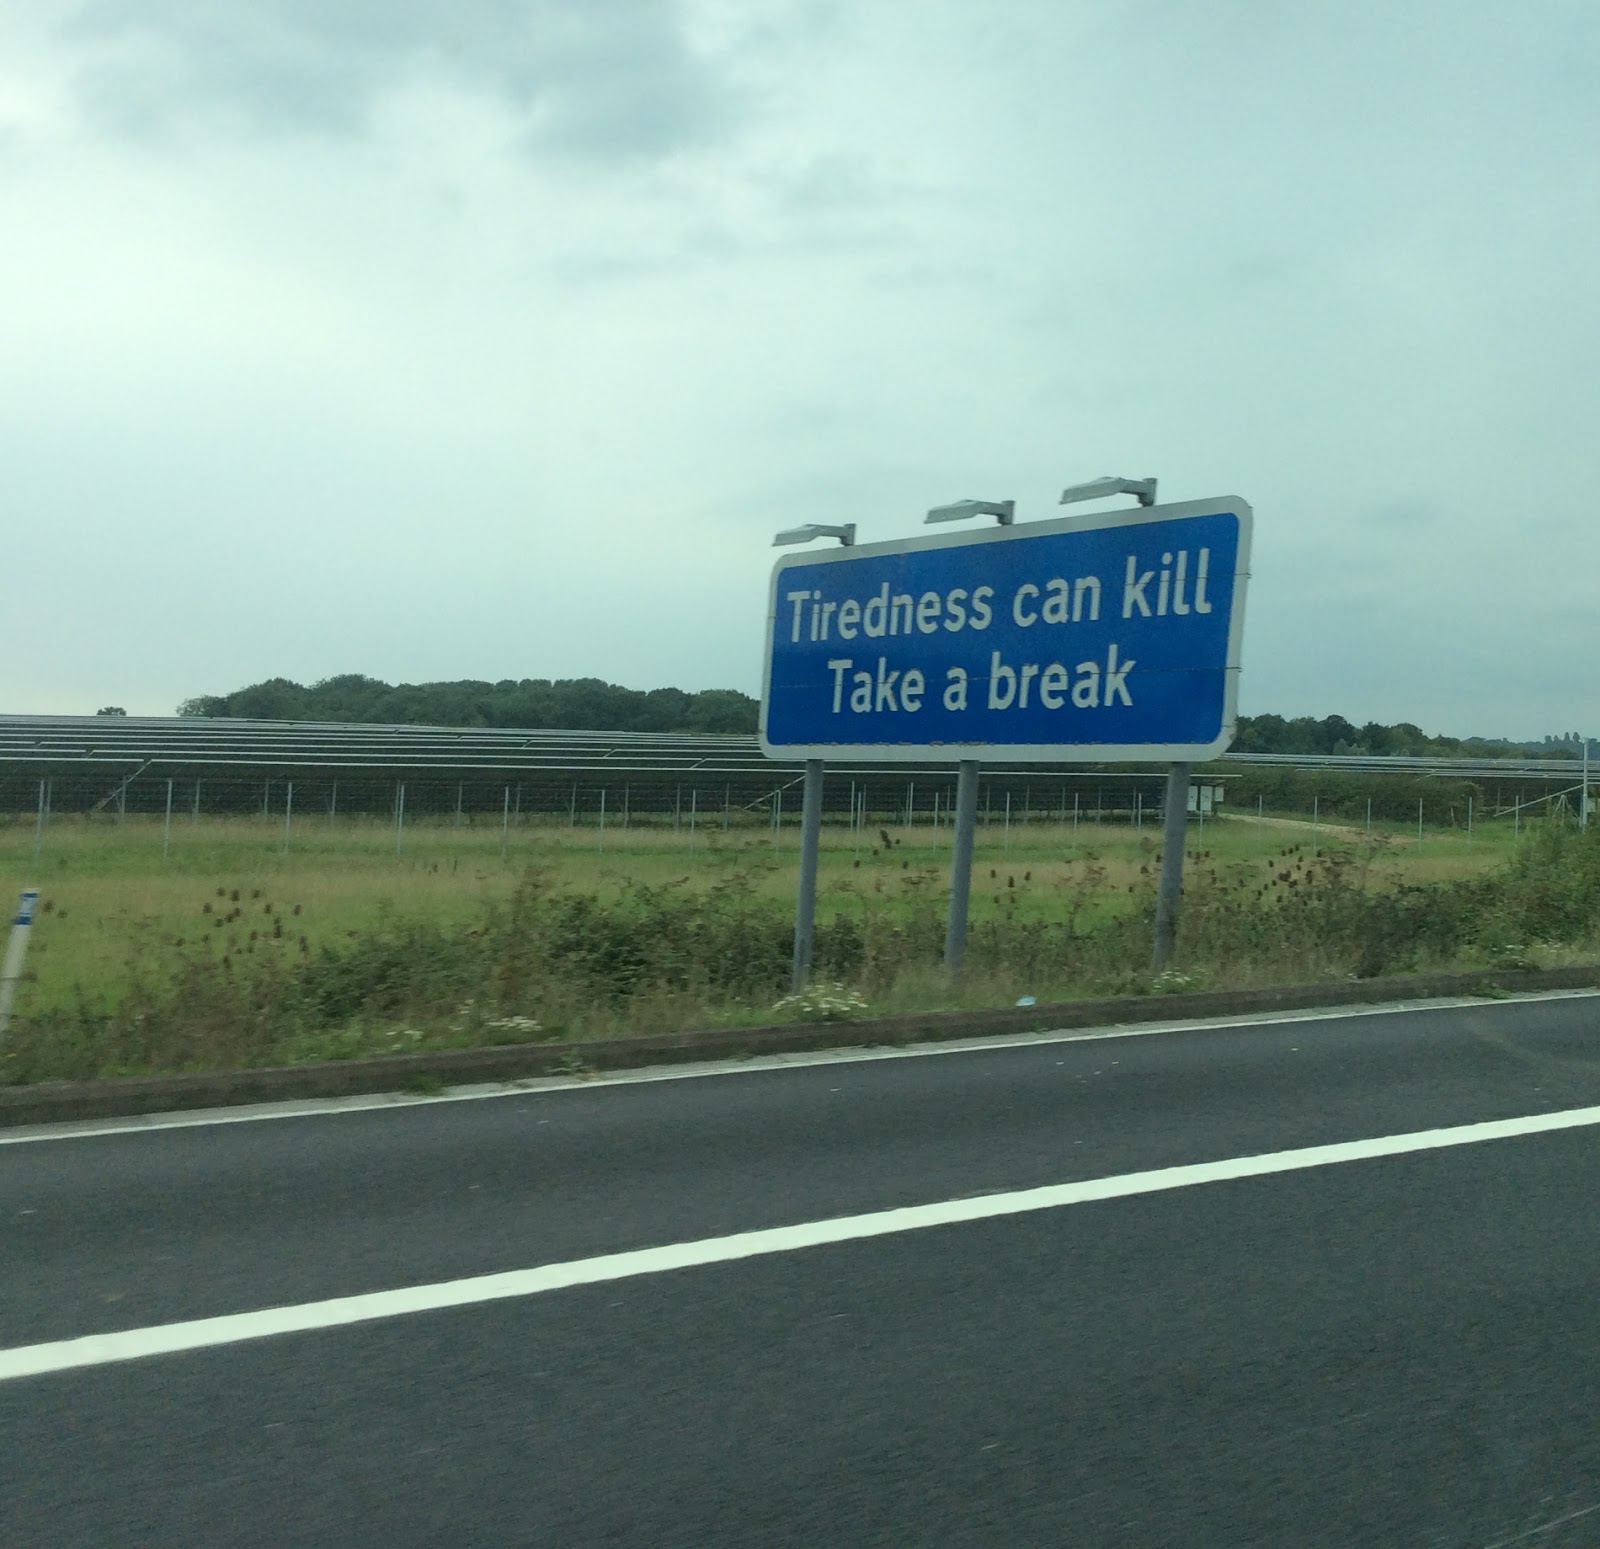 Tiredness can kill
Take a break